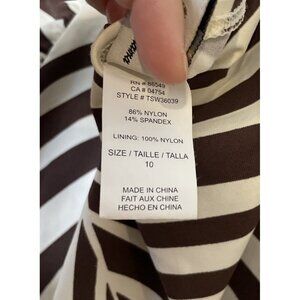 RN # 86549
CA # 04754
STYLE # TSW36039
86% NYLON
14% SPANDEX
LINING: 100% NYLON
SIZE / TAILLE / TALLA
10
MADE IN CHINA
FAIT AUX CHINE
HECHO EN CHINA